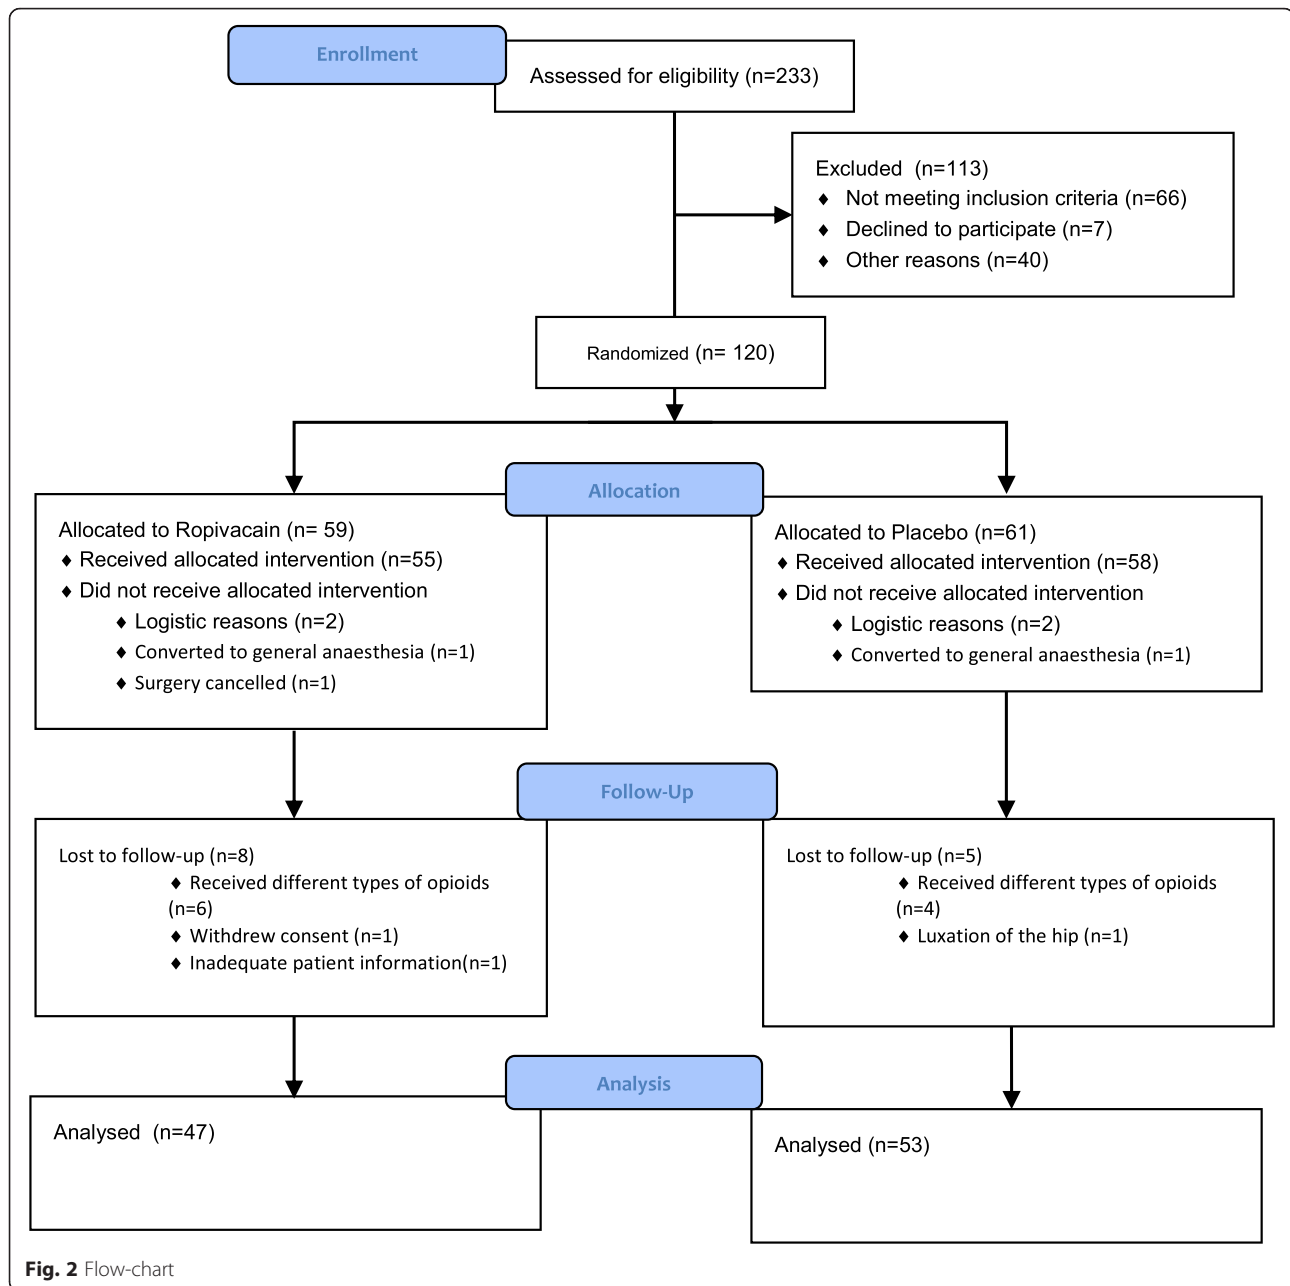 Enrollment
Assessed for eligibility (n=233)
Excluded (n=113)
♦ Not meeting inclusion criteria (n=66)
♦ Declined to participate (n=7)
♦ Other reasons (n=40)
Randomized (n= 120)
Allocation
Allocated to Ropivacain (n= 59)
♦ Received allocated intervention (n=55)
♦ Did not receive allocated intervention
♦ Logistic reasons (n=2)
♦ Converted to general anaesthesia (n=1)
♦ Surgery cancelled (n=1)
Allocated to Placebo (n=61)
♦ Received allocated intervention (n=58)
♦ Did not receive allocated intervention
♦ Logistic reasons (n=2)
♦ Converted to general anaesthesia (n=1)
Follow-Up
Lost to follow-up (n=8)
♦ Received different types of opioids
(n=6)
♦ Withdrew consent (n=1)
♦ Inadequate patient information(n=1)
Lost to follow-up (n=5)
♦ Received different types of opioids
(n=4)
♦ Luxation of the hip (n=1)
Analysis
Analysed (n=47)
Analysed (n=53)
Fig. 2 Flow-chart